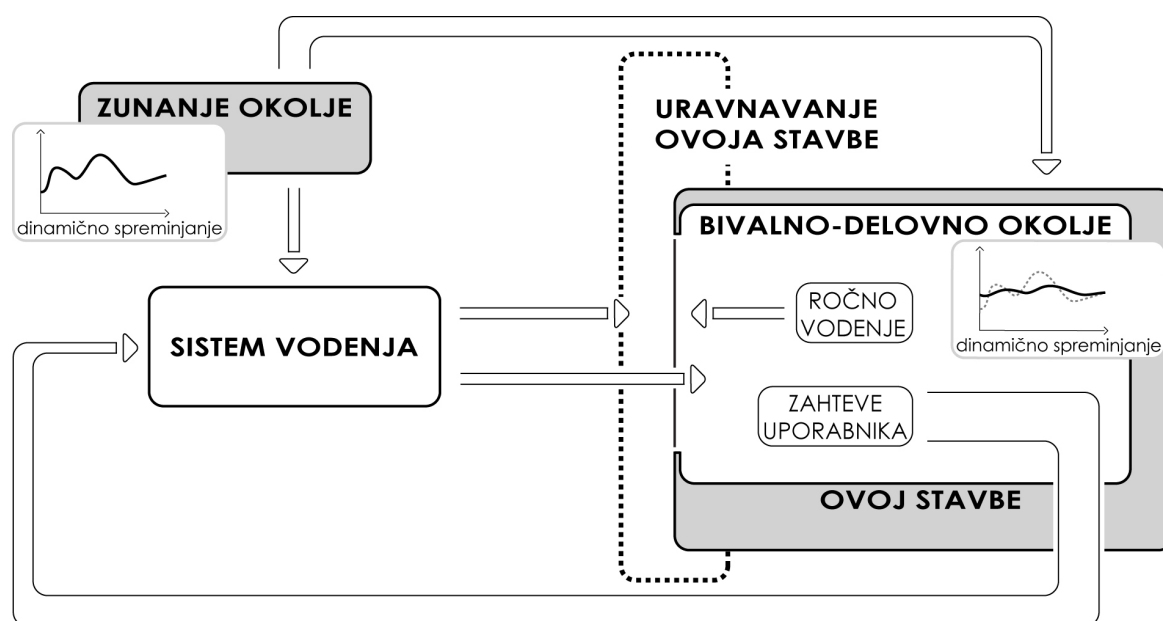 ZUNANJE OKOLJE
dinamično spreminjanje
URAVNAVANJE
OVOJA STAVBE
BIVALNO-DELOVNO OKOLJE
ROČNO
VODENJE
dinamično spreminjanje
SISTEM VODENJA
ZAHTEVE
UPORABNIKA
OVOJ STAVBE